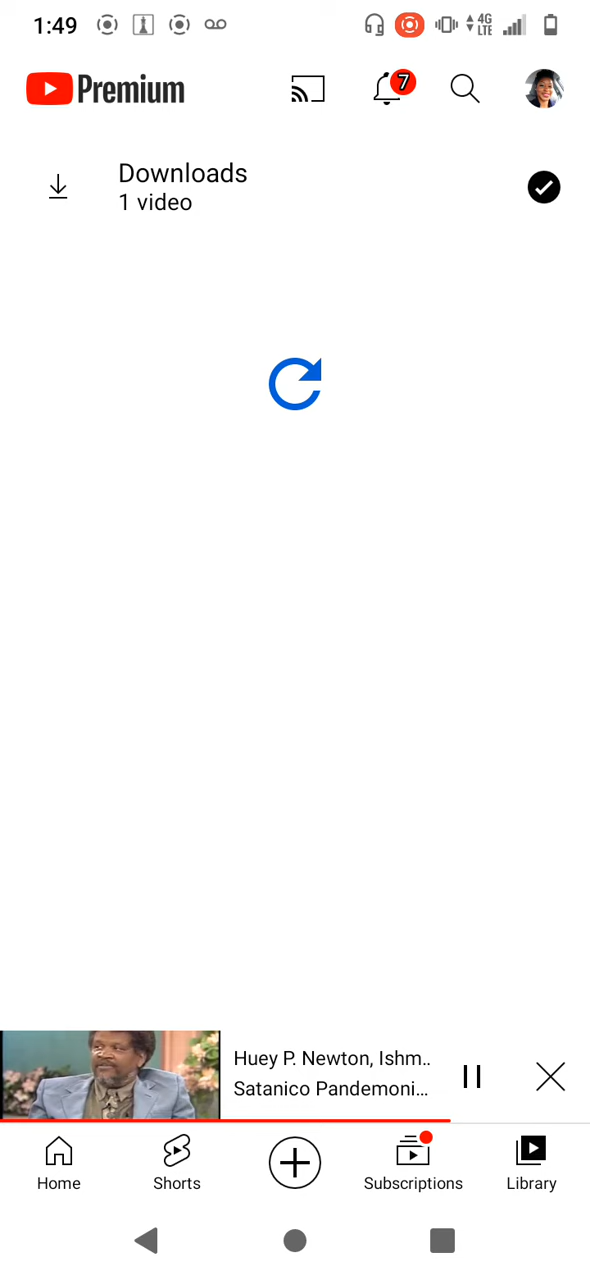 1:49
4G
LTE
Premium
7
Downloads
1 video
Huey P. Newton, Ishm..
Satanico Pandemoni...
Home
Shorts
Subscriptions
Library